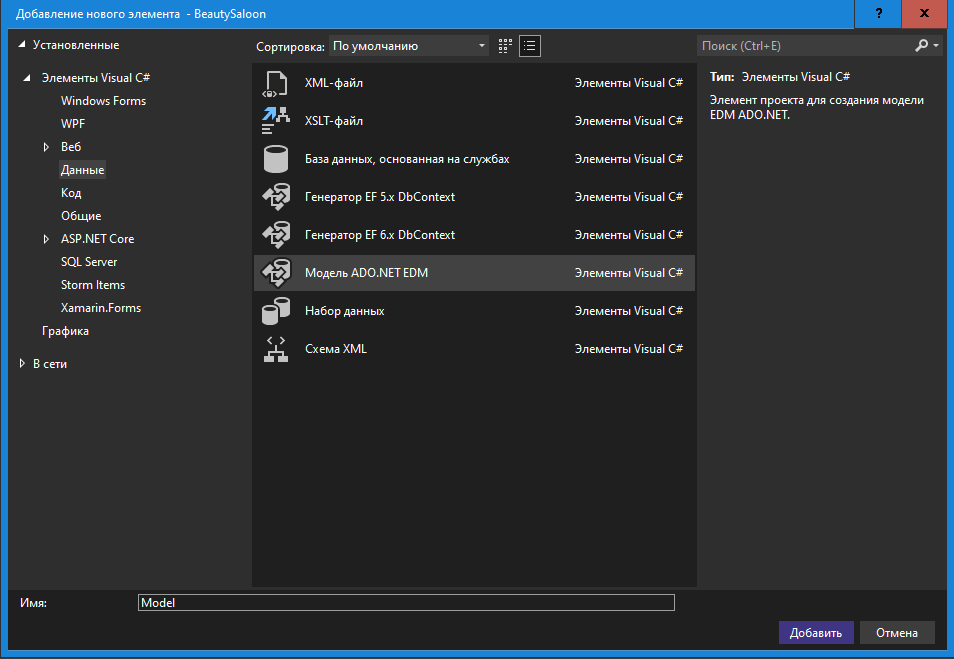 Добавление нового элемента - BeautySaloon
?
x
Установленные
Элементы Visual C#
Windows Forms
WPF
Веб
Данные
Код
Общие
ASP.NET Core
SQL Server
Storm Items
Xamarin.Forms
Графика
В сети
Сортировка: По умолчанию
XML-файл Элементы Visual C#
XSLT-файл Элементы Visual C#
База данных, основанная на службах Элементы Visual C#
Генератор EF 5.x DbContext Элементы Visual C#
Генератор EF 6.x DbContext Элементы Visual C#
Модель ADO.NET EDM Элементы Visual C#
Набор данных Элементы Visual C#
Схема XML Элементы Visual C#
Поиск (Ctrl+E)
Тип: Элементы Visual C#
Элемент проекта для создания модели
EDM ADO.NET.
Имя: Model
Добавить Отмена